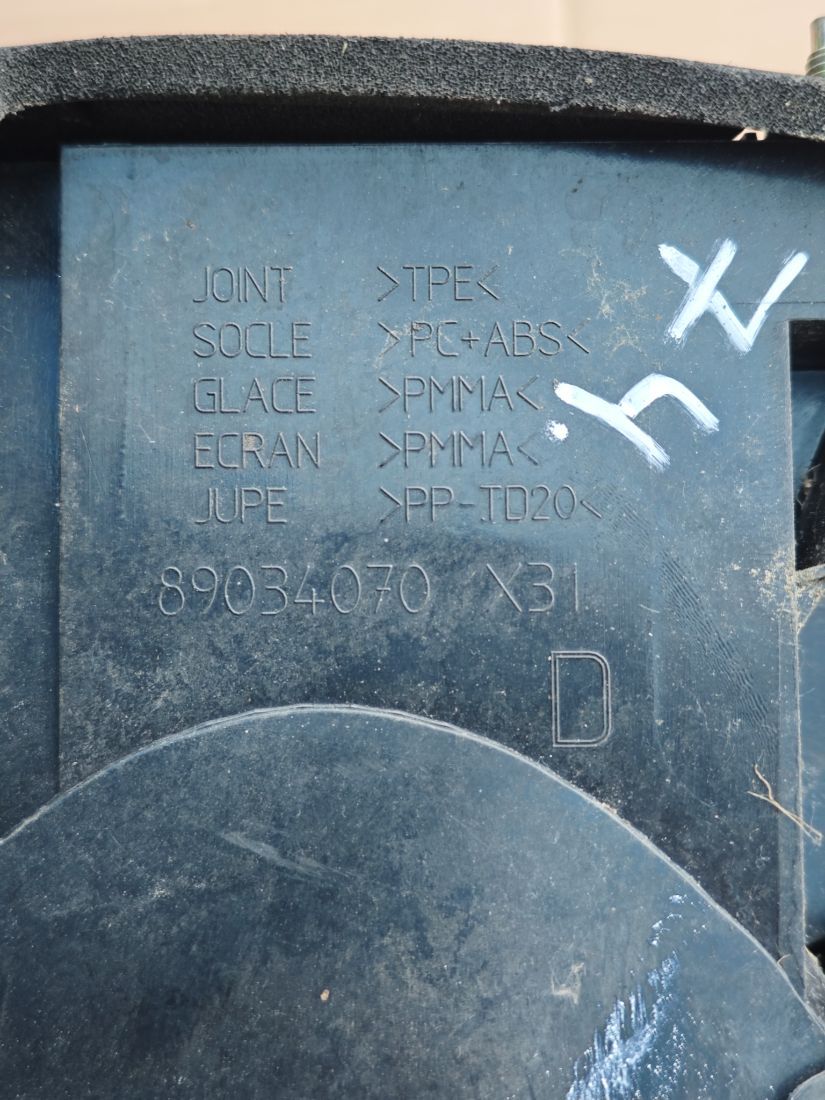 JOINT >TPE<
SOCLE >PC+ABS<
GLACE >PMMA<
ECRAN >PMMA<
JUPE >PP-TD20<
89034070 X31
D